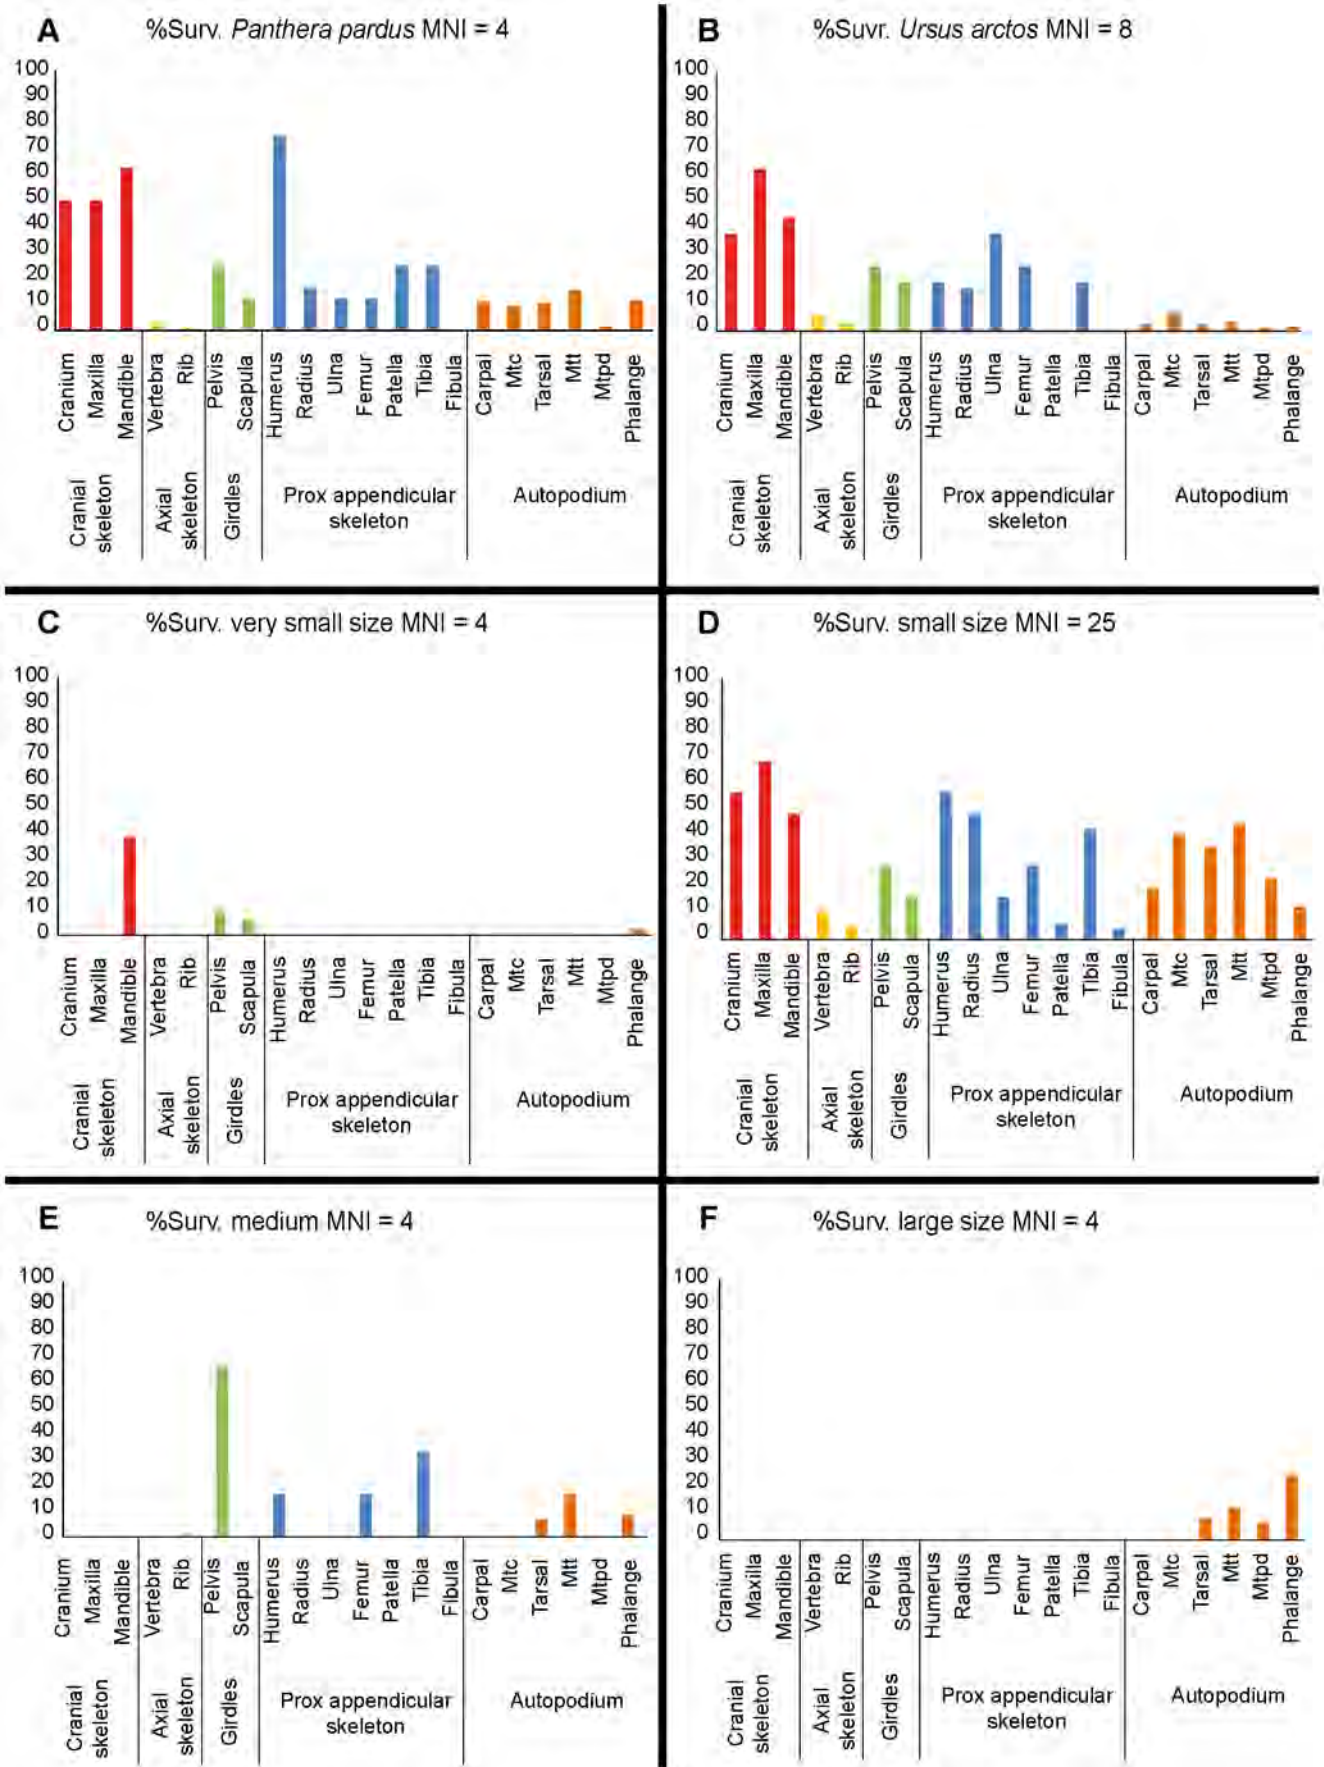 A
%Surv. Panthera pardus MNI = 4
100
90
80
70
60
50
40
30
20
10
0
Cranium
Maxilla
Mandible
Vertebra
Rib
Pelvis
Scapula
Humerus
Radius
Ulna
Femur
Patella
Tibia
Fibula
Carpal
Mtc
Tarsal
Mtt
Mtpd
Phalange
Cranial
skeleton
Axial
skeleton
Girdles
Prox appendicular
skeleton
Autopodium
B
%Suvr. Ursus arctos MNI = 8
100
90
80
70
60
50
40
30
20
10
0
Cranium
Maxilla
Mandible
Vertebra
Rib
Pelvis
Scapula
Humerus
Radius
Ulna
Femur
Patella
Tibia
Fibula
Carpal
Mtc
Tarsal
Mtt
Mtpd
Phalange
Cranial
skeleton
Axial
skeleton
Girdles
Prox appendicular
skeleton
Autopodium
C
%Surv. very small size MNI = 4
100
90
80
70
60
50
40
30
20
10
0
Cranium
Maxilla
Mandible
Vertebra
Rib
Pelvis
Scapula
Humerus
Radius
Ulna
Femur
Patella
Tibia
Fibula
Carpal
Mtc
Tarsal
Mtt
Mtpd
Phalange
Cranial
skeleton
Axial
skeleton
Girdles
Prox appendicular
skeleton
Autopodium
D
%Surv. small size MNI = 25
100
90
80
70
60
50
40
30
20
10
0
Cranium
Maxilla
Mandible
Vertebra
Rib
Pelvis
Scapula
Humerus
Radius
Ulna
Femur
Patella
Tibia
Fibula
Carpal
Mtc
Tarsal
Mtt
Mtpd
Phalange
Cranial
skeleton
Axial
skeleton
Girdles
Prox appendicular
skeleton
Autopodium
E
%Surv. medium MNI = 4
100
90
80
70
60
50
40
30
20
10
0
Cranium
Maxilla
Mandible
Vertebra
Rib
Pelvis
Scapula
Humerus
Radius
Ulna
Femur
Patella
Tibia
Fibula
Carpal
Mtc
Tarsal
Mtt
Mtpd
Phalange
Cranial
skeleton
Axial
skeleton
Girdles
Prox appendicular
skeleton
Autopodium
F
%Surv. large size MNI = 4
100
90
80
70
60
50
40
30
20
10
0
Cranium
Maxilla
Mandible
Vertebra
Rib
Pelvis
Scapula
Humerus
Radius
Ulna
Femur
Patella
Tibia
Fibula
Carpal
Mtc
Tarsal
Mtt
Mtpd
Phalange
Cranial
skeleton
Axial
skeleton
Girdles
Prox appendicular
skeleton
Autopodium